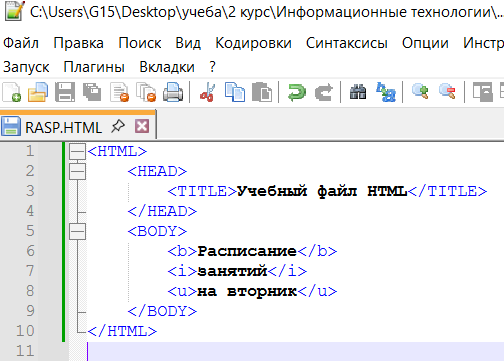 C:\Users\G15\Desktop\учеба\2 курс\Информационные технологии\...
Файл Правка Поиск Вид Кодировки Синтаксисы Опции Инстр
Запуск Плагины Вкладки ?
RASP.HTML
1 <HTML>
2 <HEAD>
3 <TITLE>Учебный файл HTML</TITLE>
4 </HEAD>
5 <BODY>
6 <b>Расписание</b>
7 <i>занятий</i>
8 <u>на вторник</u>
9 </BODY>
10 </HTML>
11